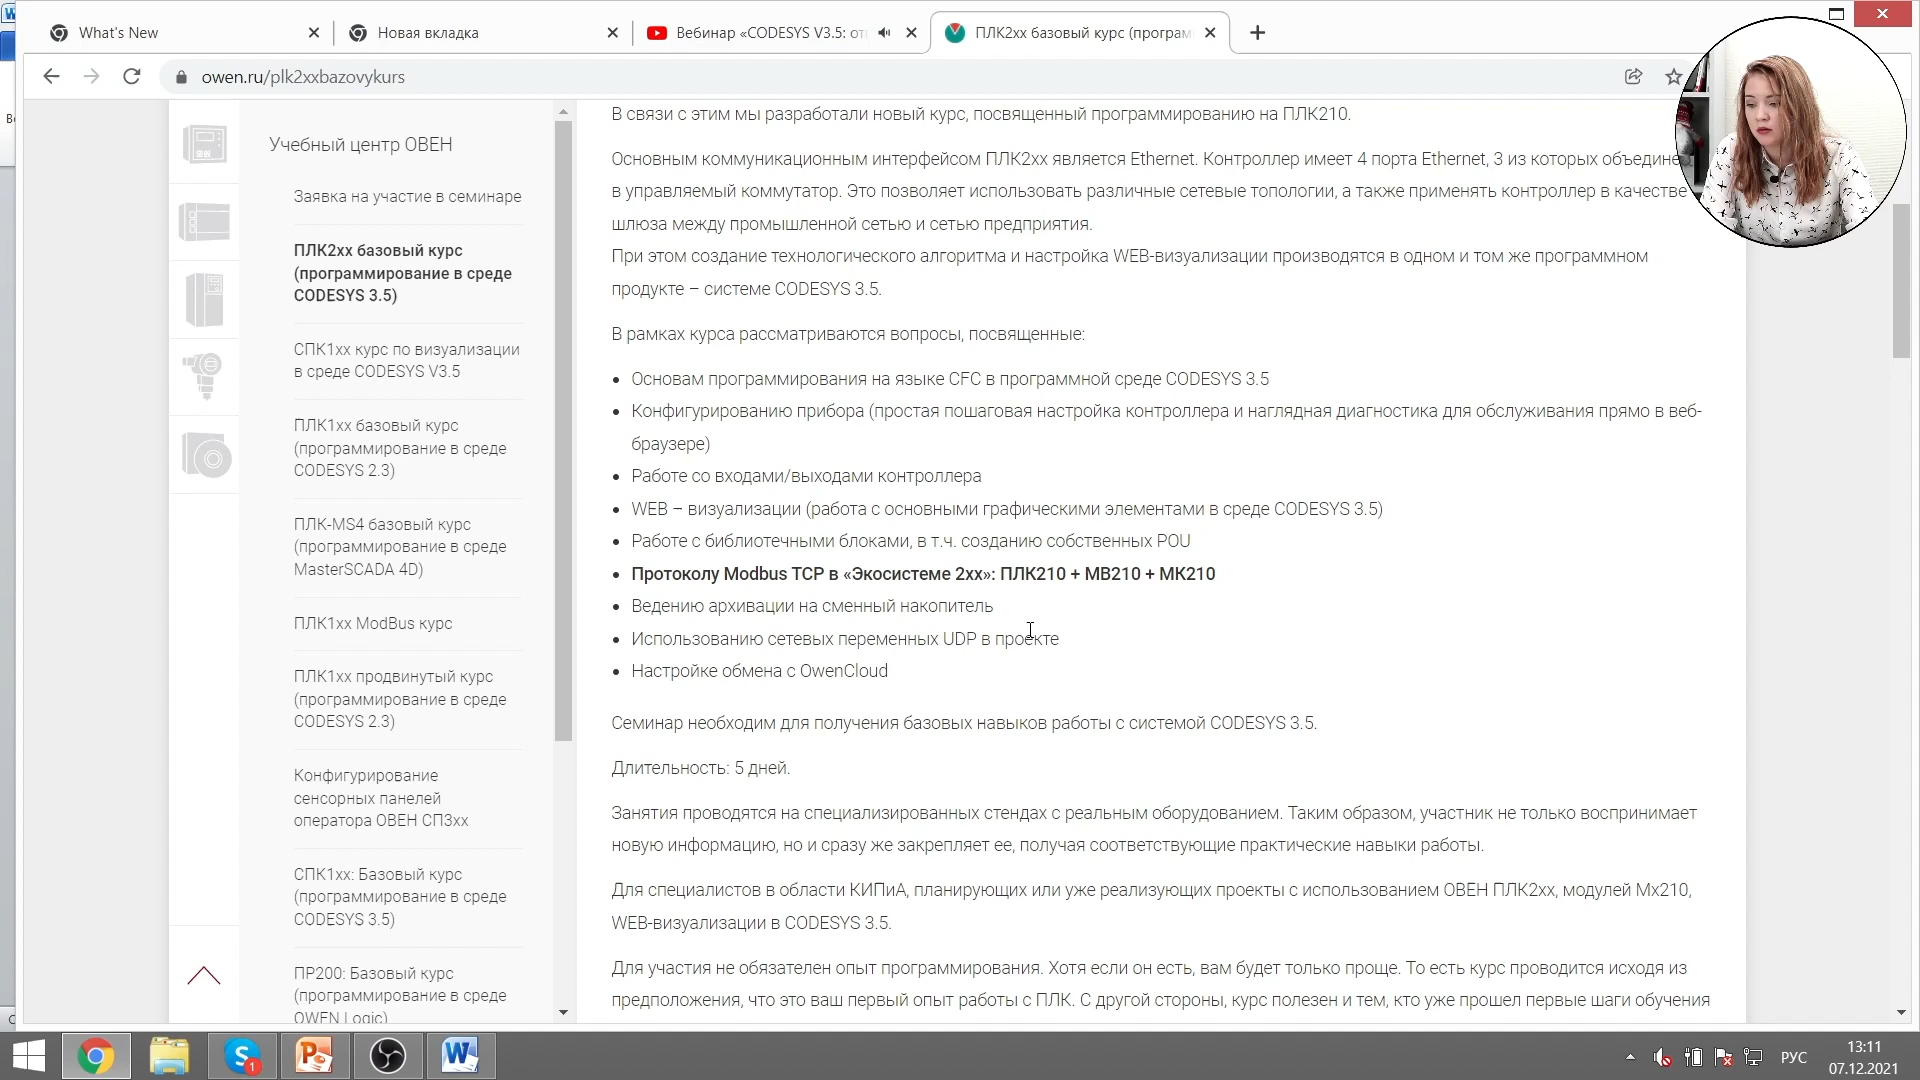 What's New
Новая вкладка
Вебинар «CODESYS V3.5: от
ПЛК2xx базовый курс (програм
owen.ru/plk2xxbazovykurs
Учебный центр ОВЕН
Заявка на участие в семинаре
ПЛК2хх базовый курс
(программирование в среде
CODESYS 3.5)
СПК1хх курс по визуализации
в среде CODESYS V3.5
ПЛК1хх базовый курс
(программирование в среде
CODESYS 2.3)
ПЛК-MS4 базовый курс
(программирование в среде
MasterSCADA 4D)
ПЛК1хх ModBus курс
ПЛК1хх продвинутый курс
(программирование в среде
CODESYS 2.3)
Конфигурирование
сенсорных панелей
оператора ОВЕН СП3хх
СПК1хх: Базовый курс
(программирование в среде
CODESYS 3.5)
ПР200: Базовый курс
(программирование в среде
OWEN Logic)
В связи с этим мы разработали новый курс, посвященный программированию на ПЛК210.
Основным коммуникационным интерфейсом ПЛК2хх является Ethernet. Контроллер имеет 4 порта Ethernet, 3 из которых объедине
в управляемый коммутатор. Это позволяет использовать различные сетевые топологии, а также применять контроллер в качестве
шлюза между промышленной сетью и сетью предприятия.
При этом создание технологического алгоритма и настройка WEB-визуализации производятся в одном и том же программном
продукте – системе CODESYS 3.5.
В рамках курса рассматриваются вопросы, посвященные:
• Основам программирования на языке CFC в программной среде CODESYS 3.5
• Конфигурированию прибора (простая пошаговая настройка контроллера и наглядная диагностика для обслуживания прямо в веб-
браузере)
• Работе со входами/выходами контроллера
• WEB – визуализации (работа с основными графическими элементами в среде CODESYS 3.5)
• Работе с библиотечными блоками, в т.ч. созданию собственных POU
• Протоколу Modbus TCP в «Экосистеме 2хх»: ПЛК210 + МВ210 + МК210
• Ведению архивации на сменный накопитель
• Использованию сетевых переменных UDP в проекте
• Настройке обмена с OwenCloud
Семинар необходим для получения базовых навыков работы с системой CODESYS 3.5.
Длительность: 5 дней.
Занятия проводятся на специализированных стендах с реальным оборудованием. Таким образом, участник не только воспринимает
новую информацию, но и сразу же закрепляет ее, получая соответствующие практические навыки работы.
Для специалистов в области КИПиА, планирующих или уже реализующих проекты с использованием ОВЕН ПЛК2хх, модулей Мх210,
WEB-визуализации в CODESYS 3.5.
Для участия не обязателен опыт программирования. Хотя если он есть, вам будет только проще. То есть курс проводится исходя из
предположения, что это ваш первый опыт работы с ПЛК. С другой стороны, курс полезен и тем, кто уже прошел первые шаги обучения
РУС
13:11
07.12.2021